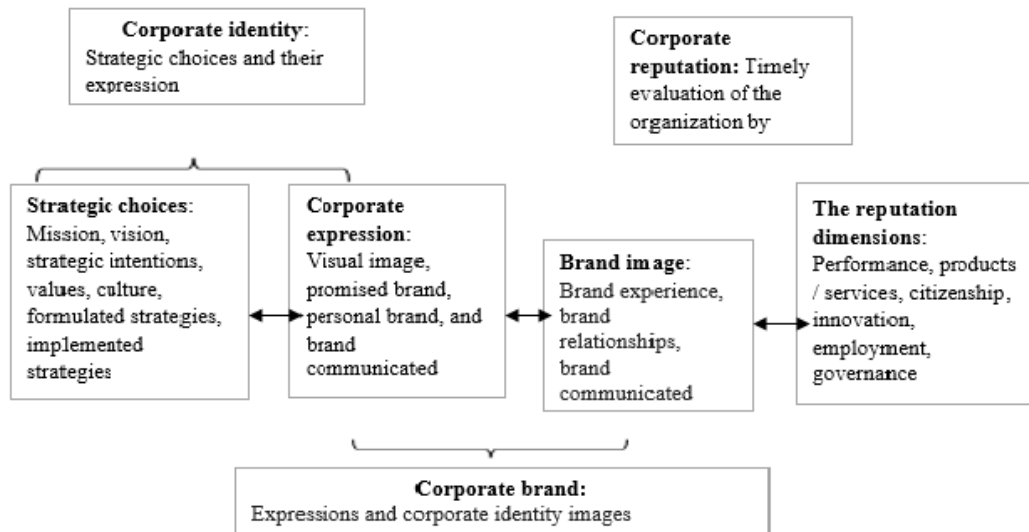 Corporate identity:
Strategic choices and their
expression
Corporate
reputation: Timely
evaluation of the
organization by
Strategic choices:
Mission, vision,
strategic intentions,
values, culture,
formulated strategies,
implemented
strategies
Corporate
expression:
Visual image,
promised brand,
personal brand, and
brand
communicated
Brand image:
Brand experience,
brand
relationships,
brand
communicated
The reputation
dimensions:
Performance, products
/ services, citizenship,
innovation,
employment,
governance
Corporate brand:
Expressions and corporate identity images